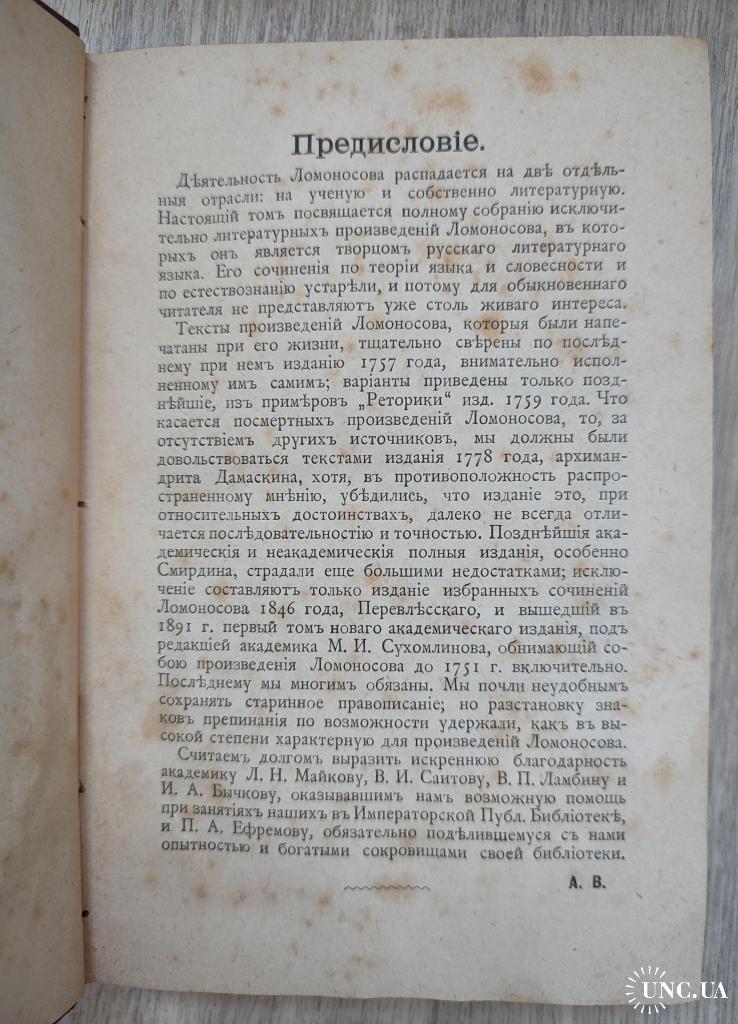 Предисловіе.
Дѣятельность Ломоносова распадается на двѣ отдѣль-
ныя отрасли: на ученую и собственно литературную.
Настоящій томъ посвящается полному собранію исключи-
тельно литературныхъ произведеній Ломоносова, въ кото-
рыхъ онъ является творцомъ русскаго литературнаго
языка. Его сочиненія по теоріи языка и словесности и
по естествознанію устарѣли, и потому для обыкновеннаго
читателя не представляютъ уже столь живаго интереса.
Тексты произведеній Ломоносова, которыя были напе-
чатаны при его жизни, тщательно свѣрены по послѣд-
нему при немъ изданію 1757 года, внимательно испол-
ненному имъ самимъ; варіанты приведены только позд-
нѣйшіе, изъ примѣровъ „Реторики“ изд. 1759 года. Что
касается посмертныхъ произведеній Ломоносова, то, за
отсутствіемъ другихъ источниковъ, мы должны были
довольствоваться текстами изданія 1778 года, архиман-
дрита Дамаскина, хотя, въ противоположность распро-
страненному мнѣнію, убѣдились, что изданіе это, при
относительныхъ достоинствахъ, далеко не всегда отли-
чается послѣдовательностію и точностью. Позднѣйшія ака-
демическія и неакадемическія полныя изданія, особенно
Смирдина, страдали еще большими недостатками; исклю-
ченіе составляютъ только изданіе избранныхъ сочиненій
Ломоносова 1846 года, Перевлѣсскаго, и вышедшій въ
1891 г. первый томъ новаго академическаго изданія, подъ
редакціей академика М. И. Сухомлинова, обнимающій со-
бою произведенія Ломоносова до 1751 г. включительно.
Послѣднему мы многимъ обязаны. Мы почли неудобнымъ
сохранять старинное правописаніе; но разстановку зна-
ковъ препинанія по возможности удержали, какъ въ вы-
сокой степени характерную для произведеній Ломоносова.
Считаемъ долгомъ выразить искреннюю благодарность
академику Л. Н. Майкову, В. И. Саитову, В. П. Ламбину и
И. А. Бычкову, оказывавшимъ намъ возможную помощь
при занятіяхъ нашихъ въ Императорской Публ. Библіотекѣ,
и П. А. Ефремову, обязательно подѣлившемуся съ нами
опытностью и богатыми сокровищами своей библіотеки.
А. В.
UNC.UA